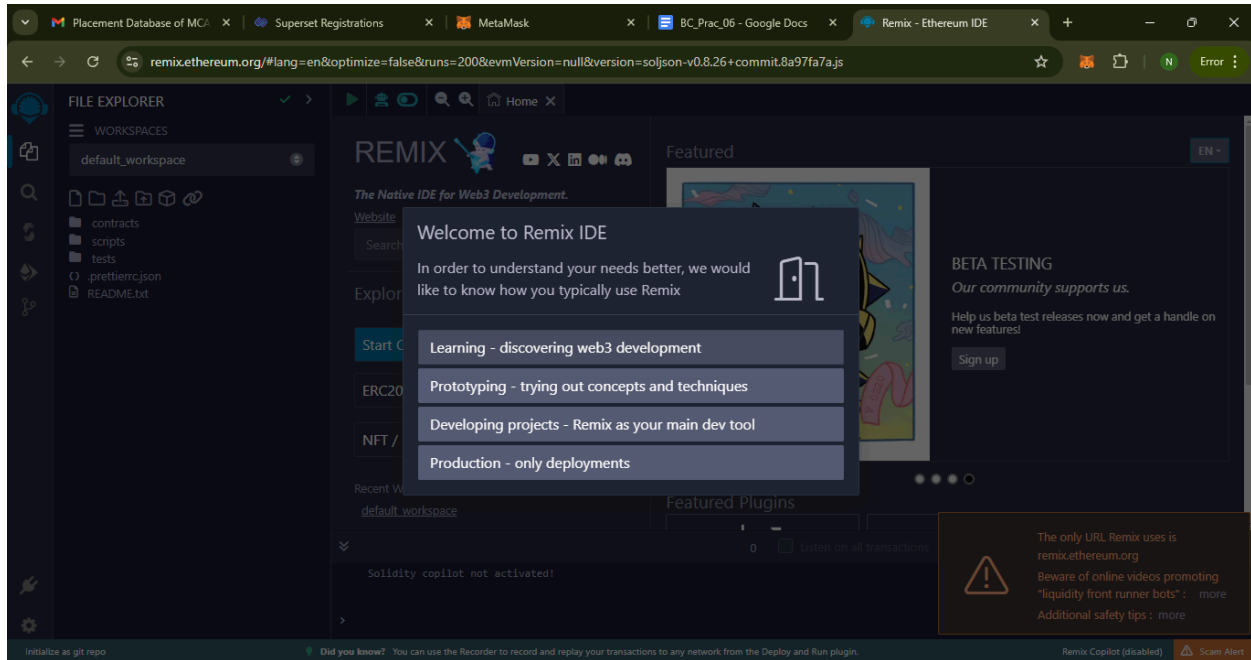 Placement Database of MCA
Superset Registrations
MetaMask
BC_Prac_06 - Google Docs
Remix - Ethereum IDE
remix.ethereum.org/#lang=en&optimize=false&runs=200&evmVersion=null&version=soljson-v0.8.26+commit.8a97fa7a.js
N
Error
FILE EXPLORER
WORKSPACES
default_workspace
contracts
scripts
tests
.prettierrc.json
README.txt
Home
REMIX
The Native IDE for Web3 Development.
Website
Search
Explor
Start
ERC20
NFT /
Recent W
default_workspace
Featured
EN
BETA TESTING
Our community supports us.
Help us beta test releases now and get a handle on
new features!
Sign up
Featured Plugins
Welcome to Remix IDE
In order to understand your needs better, we would
like to know how you typically use Remix
Learning - discovering web3 development
Prototyping - trying out concepts and techniques
Developing projects - Remix as your main dev tool
Production - only deployments
0
Listen on all transactions
Solidity copilot not activated!
>
The only URL Remix uses is
remix.ethereum.org
Beware of online videos promoting
"liquidity front runner bots" : more
Additional safety tips : more
Initialize as git repo
Did you know? You can use the Recorder to record and replay your transactions to any network from the Deploy and Run plugin.
Remix Copilot (disabled)
Scam Alert